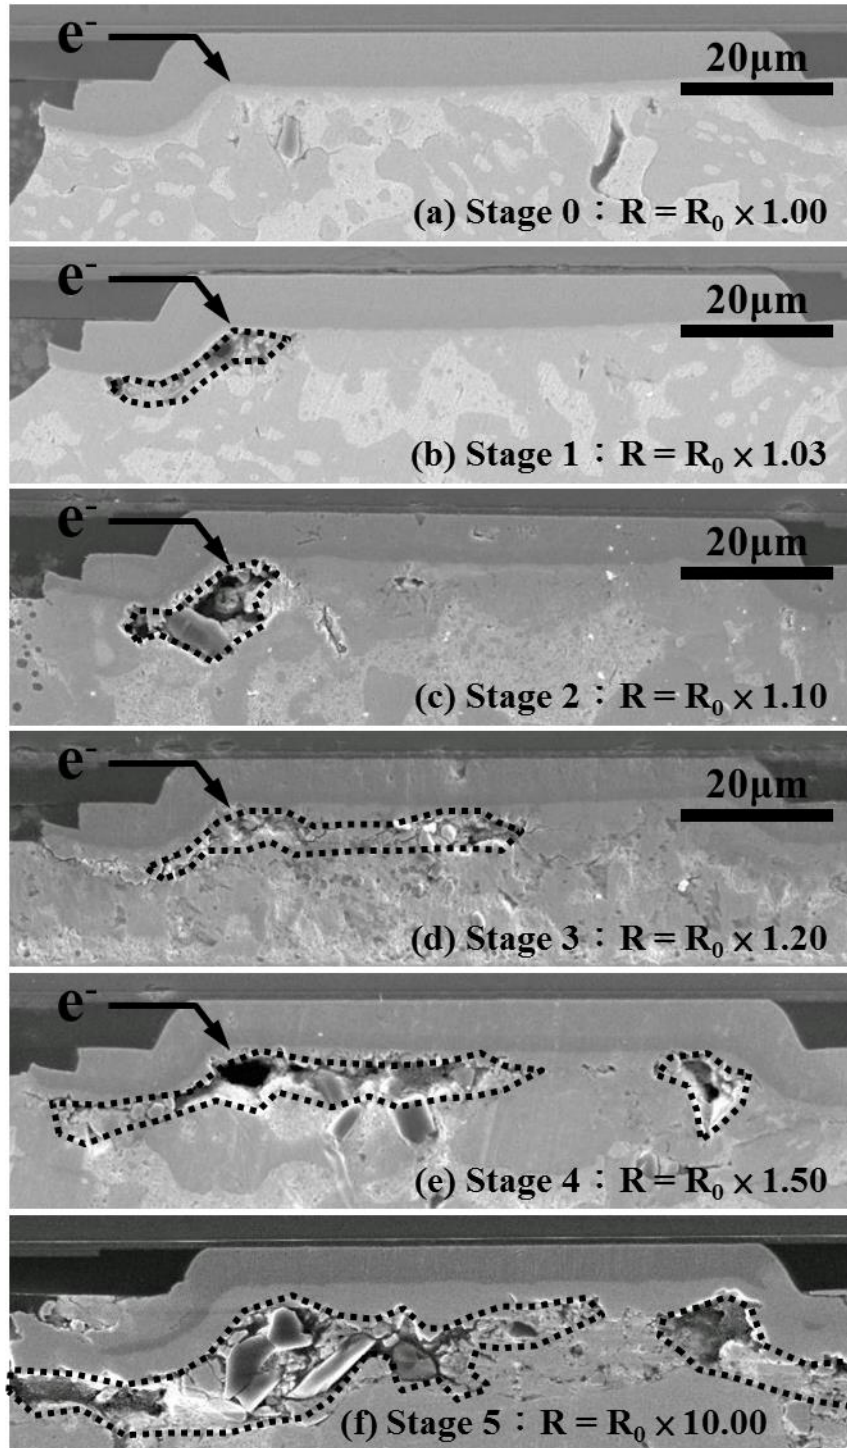 e⁻
20μm
(a) Stage 0：R = R₀ × 1.00
e⁻
20μm
(b) Stage 1：R = R₀ × 1.03
e⁻
20μm
(c) Stage 2：R = R₀ × 1.10
e⁻
20μm
(d) Stage 3：R = R₀ × 1.20
e⁻
(e) Stage 4：R = R₀ × 1.50
(f) Stage 5：R = R₀ × 10.00